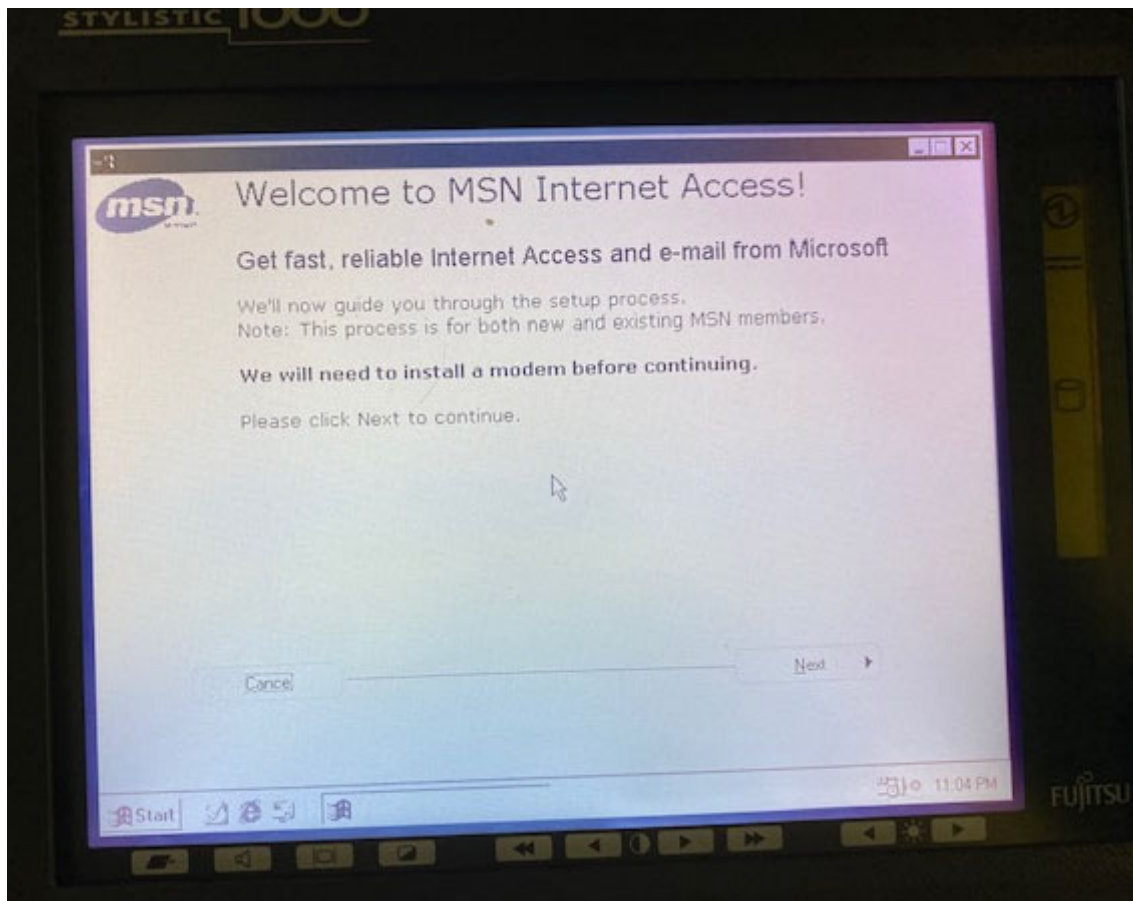 STYLISTIC 1000
msn.
Welcome to MSN Internet Access!
Get fast, reliable Internet Access and e-mail from Microsoft
We'll now guide you through the setup process.
Note: This process is for both new and existing MSN members.
We will need to install a modem before continuing.
Please click Next to continue.
Cancel
Next
Start
11:04 PM
FUJITSU